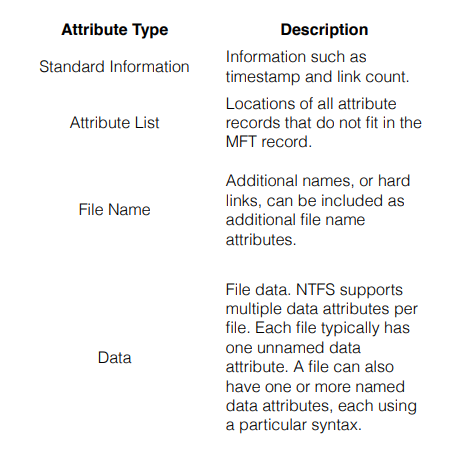 Attribute Type Description
Standard Information
Information such as
timestamp and link count.
Attribute List
Locations of all attribute
records that do not fit in the
MFT record.
File Name
Additional names, or hard
links, can be included as
additional file name
attributes.
Data
File data. NTFS supports
multiple data attributes per
file. Each file typically has
one unnamed data
attribute. A file can also
have one or more named
data attributes, each using
a particular syntax.